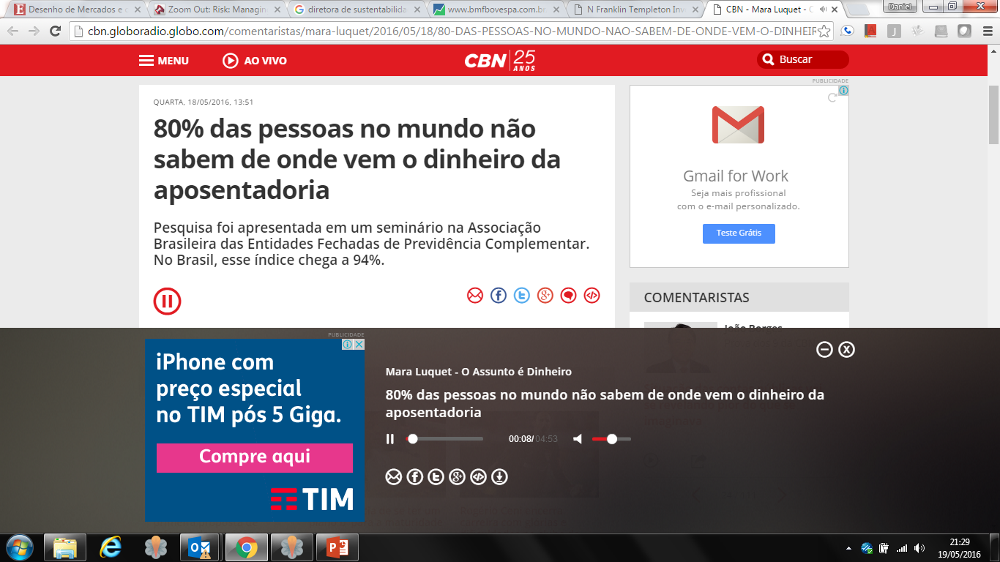 Desenho de Mercados e c
Zoom Out: Risk: Managin
diretora de sustentabilida
www.bmfbovespa.com.br
N Franklin Templeton Inv
CBN - Mara Luquet - O
Daniel
cbn.globoradio.globo.com/comentaristas/mara-luquet/2016/05/18/80-DAS-PESSOAS-NO-MUNDO-NAO-SABEM-DE-ONDE-VEM-O-DINHEIR
MENU
AO VIVO
CBN 25 ANOS
Buscar
PUBLICIDADE
QUARTA, 18/05/2016, 13:51
80% das pessoas no mundo não
sabem de onde vem o dinheiro da
aposentadoria
Pesquisa foi apresentada em um seminário na Associação
Brasileira das Entidades Fechadas de Previdência Complementar.
No Brasil, esse índice chega a 94%.
Gmail for Work
Seja mais profissional
com o e-mail personalizado.
Teste Grátis
COMENTARISTAS
João Borges
PUBLICIDADE
iPhone com
preço especial
no TIM pós 5 Giga.
Compre aqui
TIM
Mara Luquet - O Assunto é Dinheiro
80% das pessoas no mundo não sabem de onde vem o dinheiro da
aposentadoria
00:08/04:53
21:29
19/05/2016